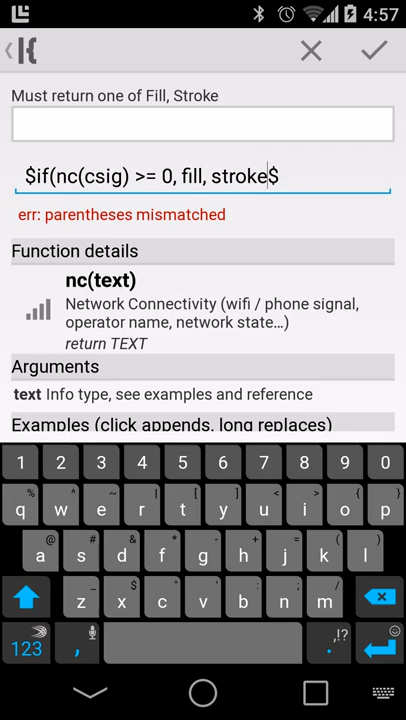 4:57
Must return one of Fill, Stroke
$if(nc(csig) >= 0, fill, stroke$
err: parentheses mismatched
Function details
nc(text)
Network Connectivity (wifi / phone signal,
operator name, network state…)
return TEXT
Arguments
text Info type, see examples and reference
Examples (click appends, long replaces)
1 2 3 4 5 6 7 8 9 0
% ^ ~ | [ ] < > { }
q w e r t y u i o p
@ # & * - + = ( )
a s d f g h j k l
_ $ " ' : ; /
z x c v b n m
123 , .
,!?